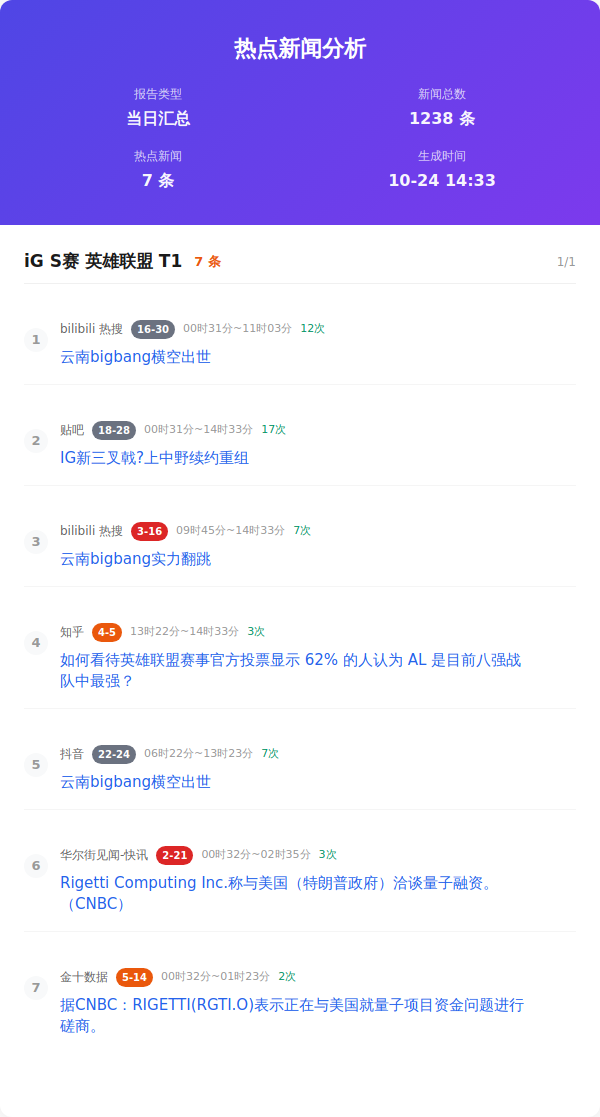 热点新闻分析
报告类型
新闻总数
当日汇总
1238 条
热点新闻
生成时间
7 条
10-24 14:33
iG S赛 英雄联盟 T1 7 条 1/1
1
bilibili 热搜 16-30 00时31分~11时03分 12次
云南bigbang横空出世
2
贴吧 18-28 00时31分~14时33分 17次
IG新三叉戟?上中野续约重组
3
bilibili 热搜 3-16 09时45分~14时33分 7次
云南bigbang实力翻跳
4
知乎 4-5 13时22分~14时33分 3次
如何看待英雄联盟赛事官方投票显示 62% 的人认为 AL 是目前八强战
队中最强？
5
抖音 22-24 06时22分~13时23分 7次
云南bigbang横空出世
6
华尔街见闻-快讯 2-21 00时32分~02时35分 3次
Rigetti Computing Inc.称与美国（特朗普政府）洽谈量子融资。
（CNBC）
7
金十数据 5-14 00时32分~01时23分 2次
据CNBC：RIGETTI(RGTI.O)表示正在与美国就量子项目资金问题进行
磋商。